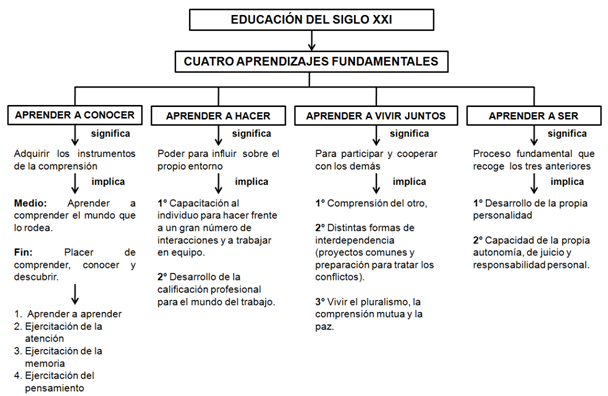 EDUCACIÓN DEL SIGLO XXI
CUATRO APRENDIZAJES FUNDAMENTALES
APRENDER A CONOCER
significa
Adquirir los instrumentos
de la comprensión
implica
Medio: Aprender a
comprender el mundo que
lo rodea.
Fin: Placer de
comprender, conocer y
descubrir.
1. Aprender a aprender
2. Ejercitación de la
atención
3. Ejercitación de la
memoria
4. Ejercitación del
pensamiento
APRENDER A HACER
significa
Poder para influir sobre el
propio entorno
implica
1º Capacitación al
individuo para hacer frente
a un gran número de
interacciones y a trabajar
en equipo.
2º Desarrollo de la
calificación profesional
para el mundo del trabajo.
APRENDER A VIVIR JUNTOS
significa
Para participar y cooperar
con los demás
implica
1º Comprensión del otro,
2º Distintas formas de
interdependencia
(proyectos comunes y
preparación para tratar los
conflictos).
3º Vivir el pluralismo, la
comprensión mutua y la
paz.
APRENDER A SER
significa
Proceso fundamental que
recoge los tres anteriores
implica
1º Desarrollo de la propia
personalidad
2º Capacidad de la propia
autonomía, de juicio y
responsabilidad personal.